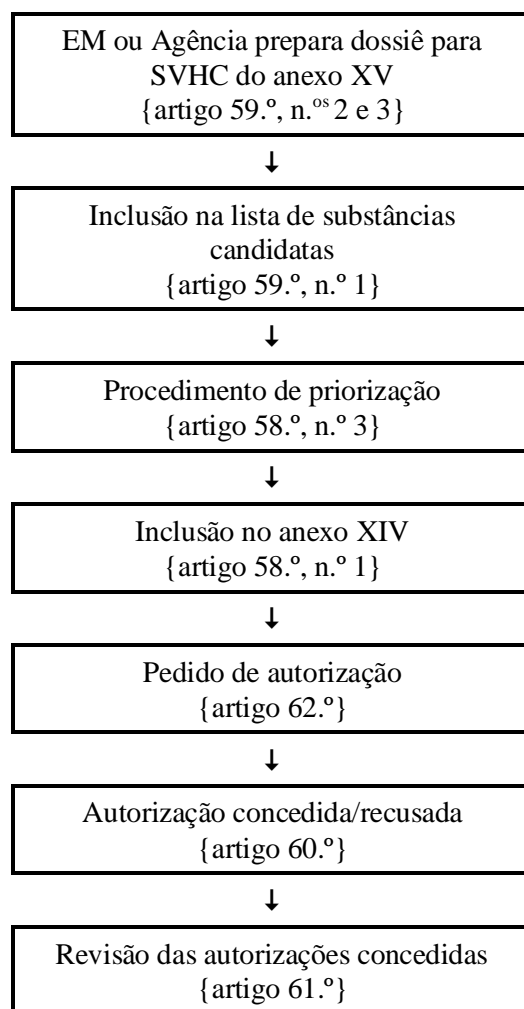 EM ou Agência prepara dossiê para
SVHC do anexo XV
{artigo 59.º, n.ºs 2 e 3}
↓
Inclusão na lista de substâncias
candidatas
{artigo 59.º, n.º 1}
↓
Procedimento de priorização
{artigo 58.º, n.º 3}
↓
Inclusão no anexo XIV
{artigo 58.º, n.º 1}
↓
Pedido de autorização
{artigo 62.º}
↓
Autorização concedida/recusada
{artigo 60.º}
↓
Revisão das autorizações concedidas
{artigo 61.º}